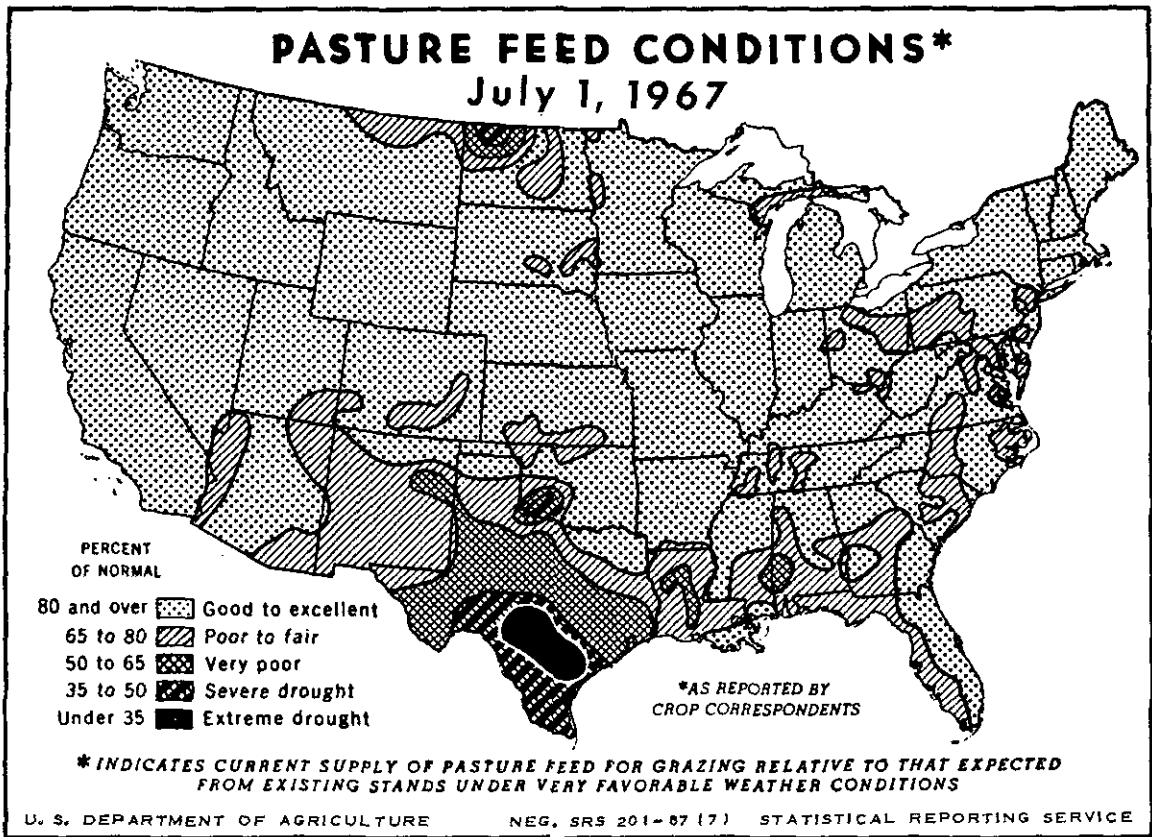 PASTURE FEED CONDITIONS*
July 1, 1967
PERCENT
OF NORMAL
80 and over Good to excellent
65 to 80 Poor to fair
50 to 65 Very poor
35 to 50 Severe drought
Under 35 Extreme drought
*AS REPORTED BY
CROP CORRESPONDENTS
* INDICATES CURRENT SUPPLY OF PASTURE FEED FOR GRAZING RELATIVE TO THAT EXPECTED
FROM EXISTING STANDS UNDER VERY FAVORABLE WEATHER CONDITIONS
U. S. DEPARTMENT OF AGRICULTURE NEG. SRS 201-67 (7) STATISTICAL REPORTING SERVICE